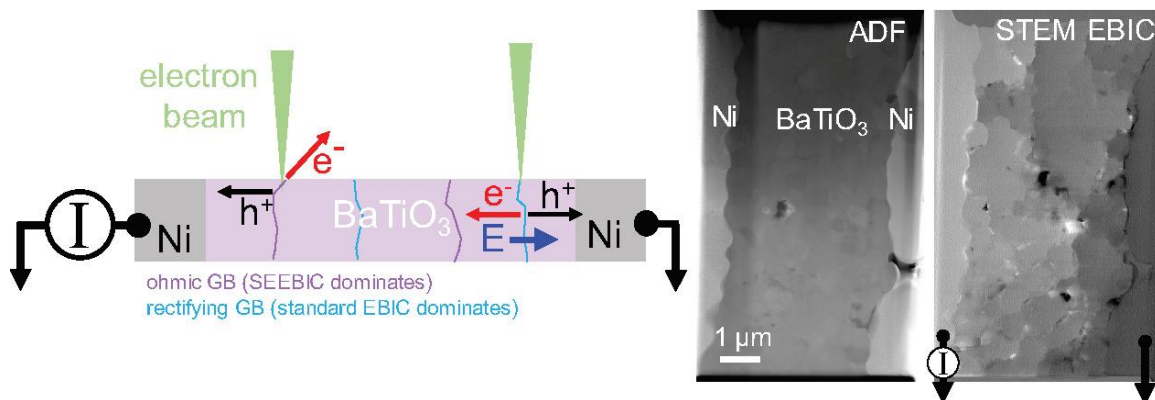 electron
beam
e-
h+
e-
h+
I
Ni
BaTiO3
E
Ni
ohmic GB (SEEBIC dominates)
rectifying GB (standard EBIC dominates)
ADF
Ni
BaTiO3
Ni
1 μm
STEM EBIC
I